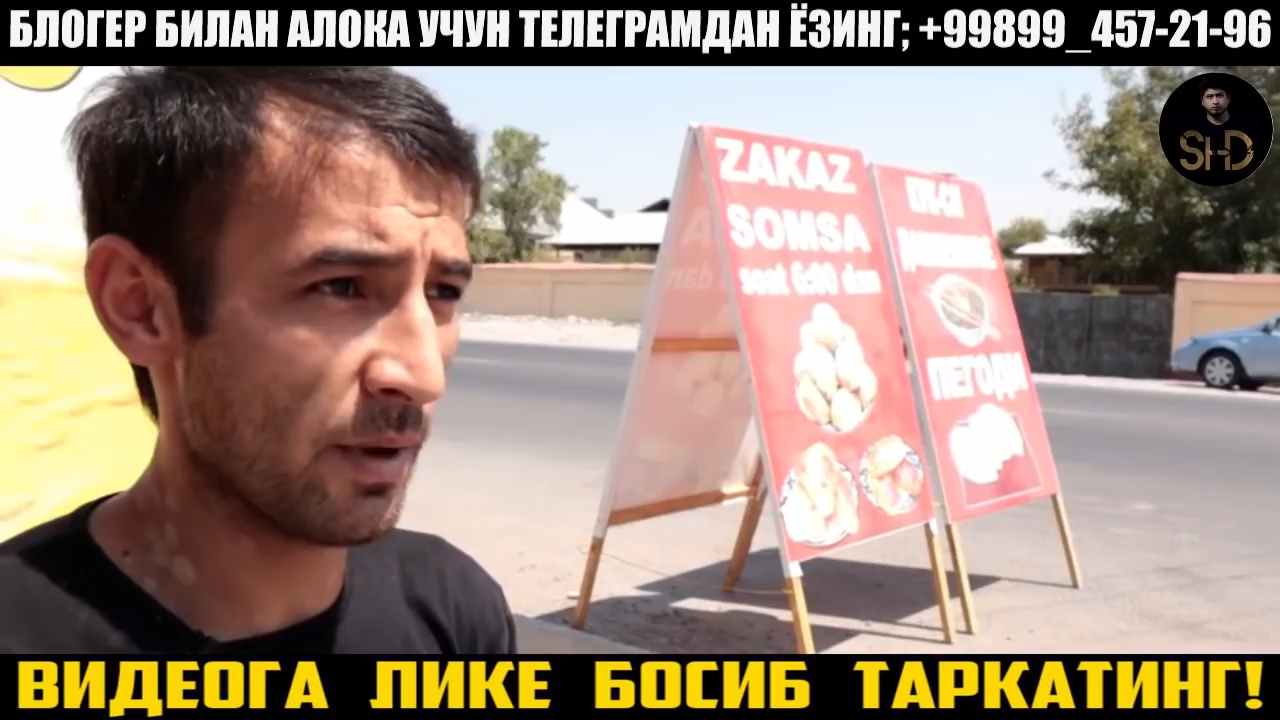 БЛОГЕР БИЛАН АЛОКА УЧУН ТЕЛЕГРАМДАН ЁЗИНГ; +99899_457-21-96
SHD
ZAKAZ
SOMSA
soat 6:00 dan
ПЕГОДИ
ВИДЕОГА ЛИКЕ БОСИБ ТАРКАТИНГ!